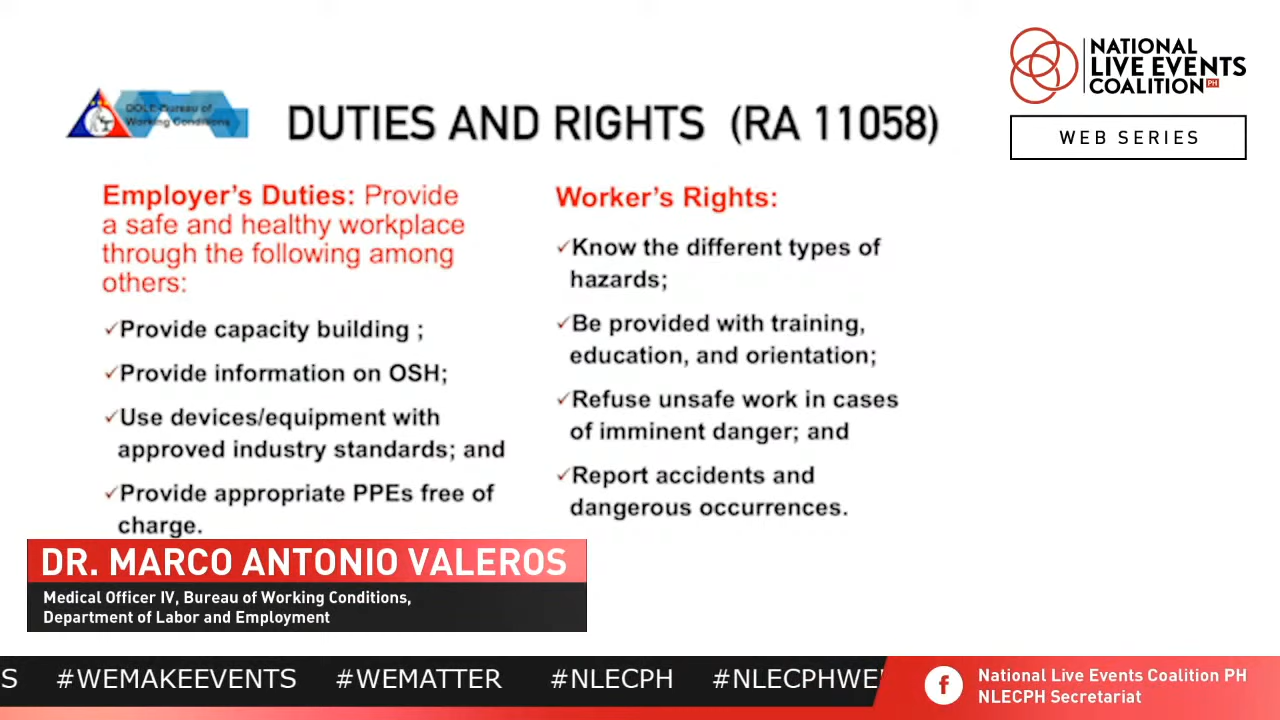 NATIONAL
LIVE EVENTS
COALITION PH
WEB SERIES
DOLE-Bureau of
Working Conditions
DUTIES AND RIGHTS (RA 11058)
Employer's Duties: Provide
a safe and healthy workplace
through the following among
others:
✓Provide capacity building ;
✓Provide information on OSH;
✓Use devices/equipment with
approved industry standards; and
✓Provide appropriate PPEs free of
charge.
Worker's Rights:
✓Know the different types of
hazards;
✓Be provided with training,
education, and orientation;
✓Refuse unsafe work in cases
of imminent danger; and
✓Report accidents and
dangerous occurrences.
DR. MARCO ANTONIO VALEROS
Medical Officer IV, Bureau of Working Conditions,
Department of Labor and Employment
S #WEMAKEEVENTS #WEMATTER #NLECPH #NLECPHWE
f National Live Events Coalition PH
NLECPH Secretariat